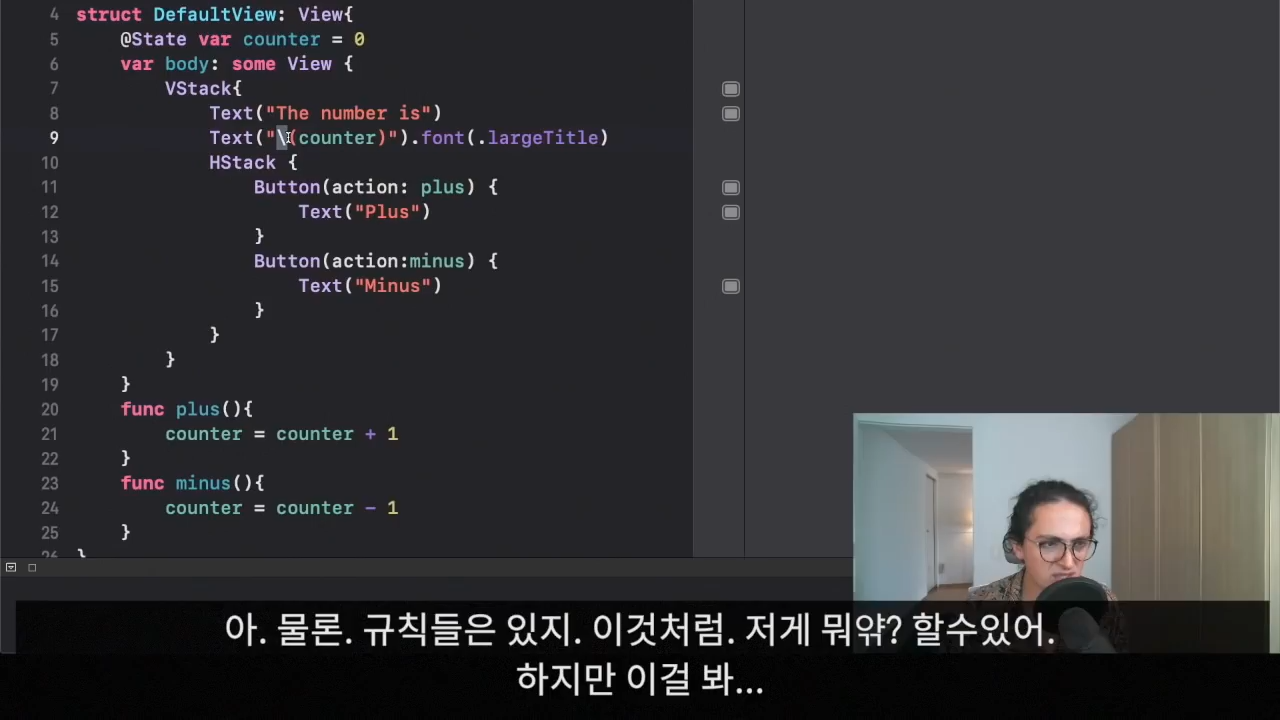 4 struct DefaultView: View{
5 @State var counter = 0
6 var body: some View {
7 VStack{
8 Text("The number is")
9 Text("\(counter)").font(.largeTitle)
10 HStack {
11 Button(action: plus) {
12 Text("Plus")
13 }
14 Button(action:minus) {
15 Text("Minus")
16 }
17 }
18 }
19 }
20 func plus(){
21 counter = counter + 1
22 }
23 func minus(){
24 counter = counter - 1
25 }
26 }
아. 물론. 규칙들은 있지. 이것처럼. 저게 뭐얶? 할수있어.
하지만 이걸 봐...